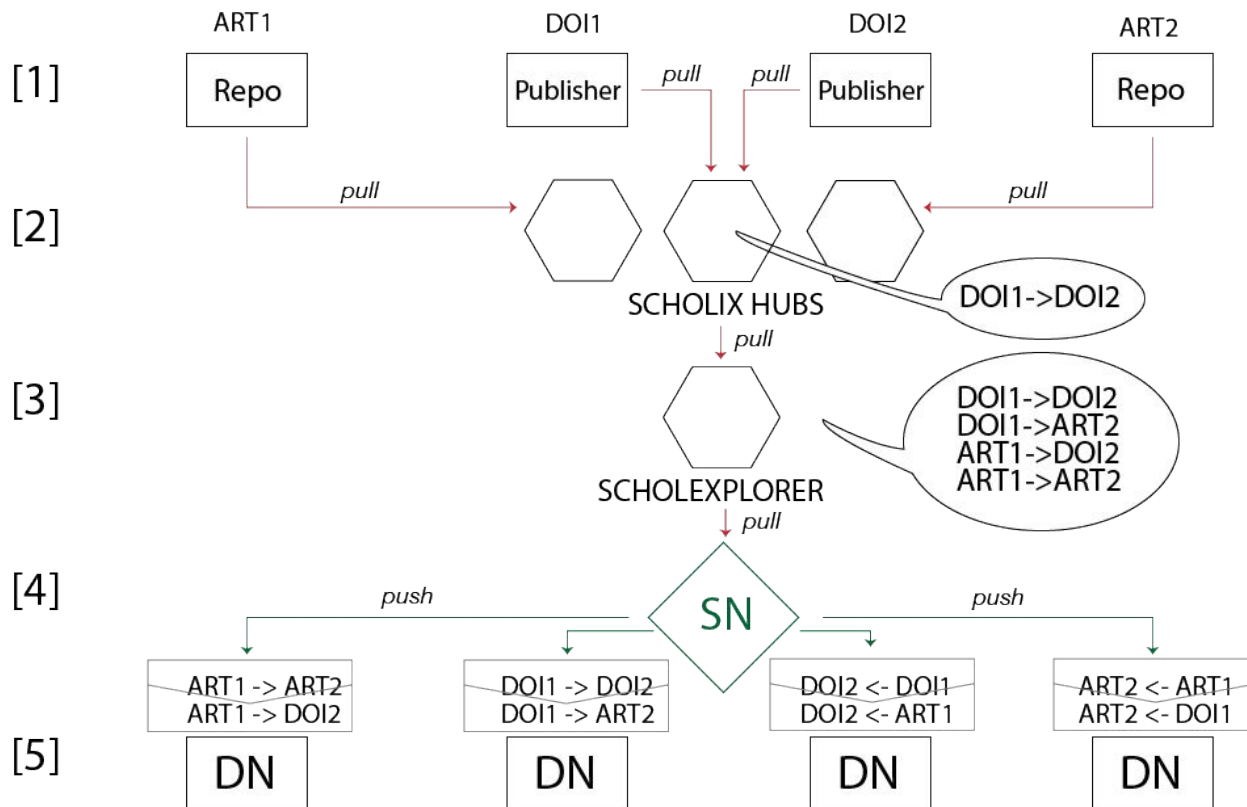 ART1
DOI1
DOI2
ART2
[1]
Repo
Publisher
pull
pull
Publisher
Repo
pull
pull
[2]
DOI1->DOI2
SCHOLIX HUBS
pull
[3]
DOI1->DOI2
DOI1->ART2
ART1->DOI2
ART1->ART2
SCHOLEXPLORER
pull
[4]
push
SN
push
ART1 -> ART2
ART1 -> DOI2
DOI1 -> DOI2
DOI1 -> ART2
DOI2 <- DOI1
DOI2 <- ART1
ART2 <- ART1
ART2 <- DOI1
[5]
DN
DN
DN
DN